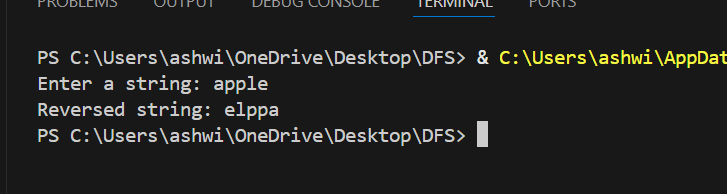 PROBLEMS OUTPUT DEBUG CONSOLE TERMINAL PORTS
PS C:\Users\ashwi\OneDrive\Desktop\DFS> & C:\Users\ashwi\AppDat
Enter a string: apple
Reversed string: elppa
PS C:\Users\ashwi\OneDrive\Desktop\DFS>